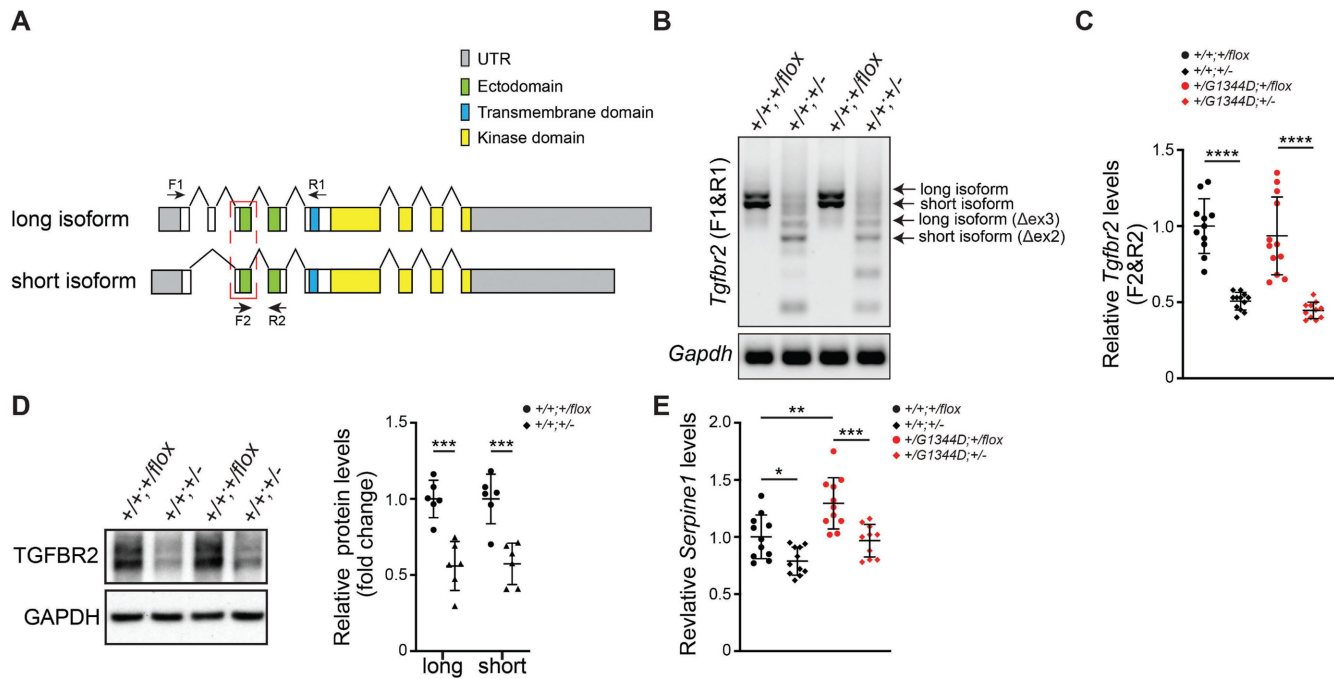 A
UTR
Ectodomain
Transmembrane domain
Kinase domain
F1
R1
long isoform
short isoform
F2
R2
B
+/+;+/flox
+/+;+/-
+/+;+/flox
+/+;+/-
Tgfbr2 (F1&R1)
long isoform
short isoform
long isoform (Δex3)
short isoform (Δex2)
Gapdh
C
+/+;+/flox
+/+;+/-
+/G1344D;+/flox
+/G1344D;+/-
Relative Tgfbr2 levels
(F2&R2)
1.5
1.0
0.5
0
****
****
D
+/+;+/flox
+/+;+/-
+/+;+/flox
+/+;+/-
TGFBR2
GAPDH
+/+;+/flox
+/+;+/-
Relative protein levels
(fold change)
1.5
1.0
0.5
0
***
***
long
short
E
+/+;+/flox
+/+;+/-
+/G1344D;+/flox
+/G1344D;+/-
Revlative Serpine1 levels
2.0
1.5
1.0
0.5
0
**
*
***